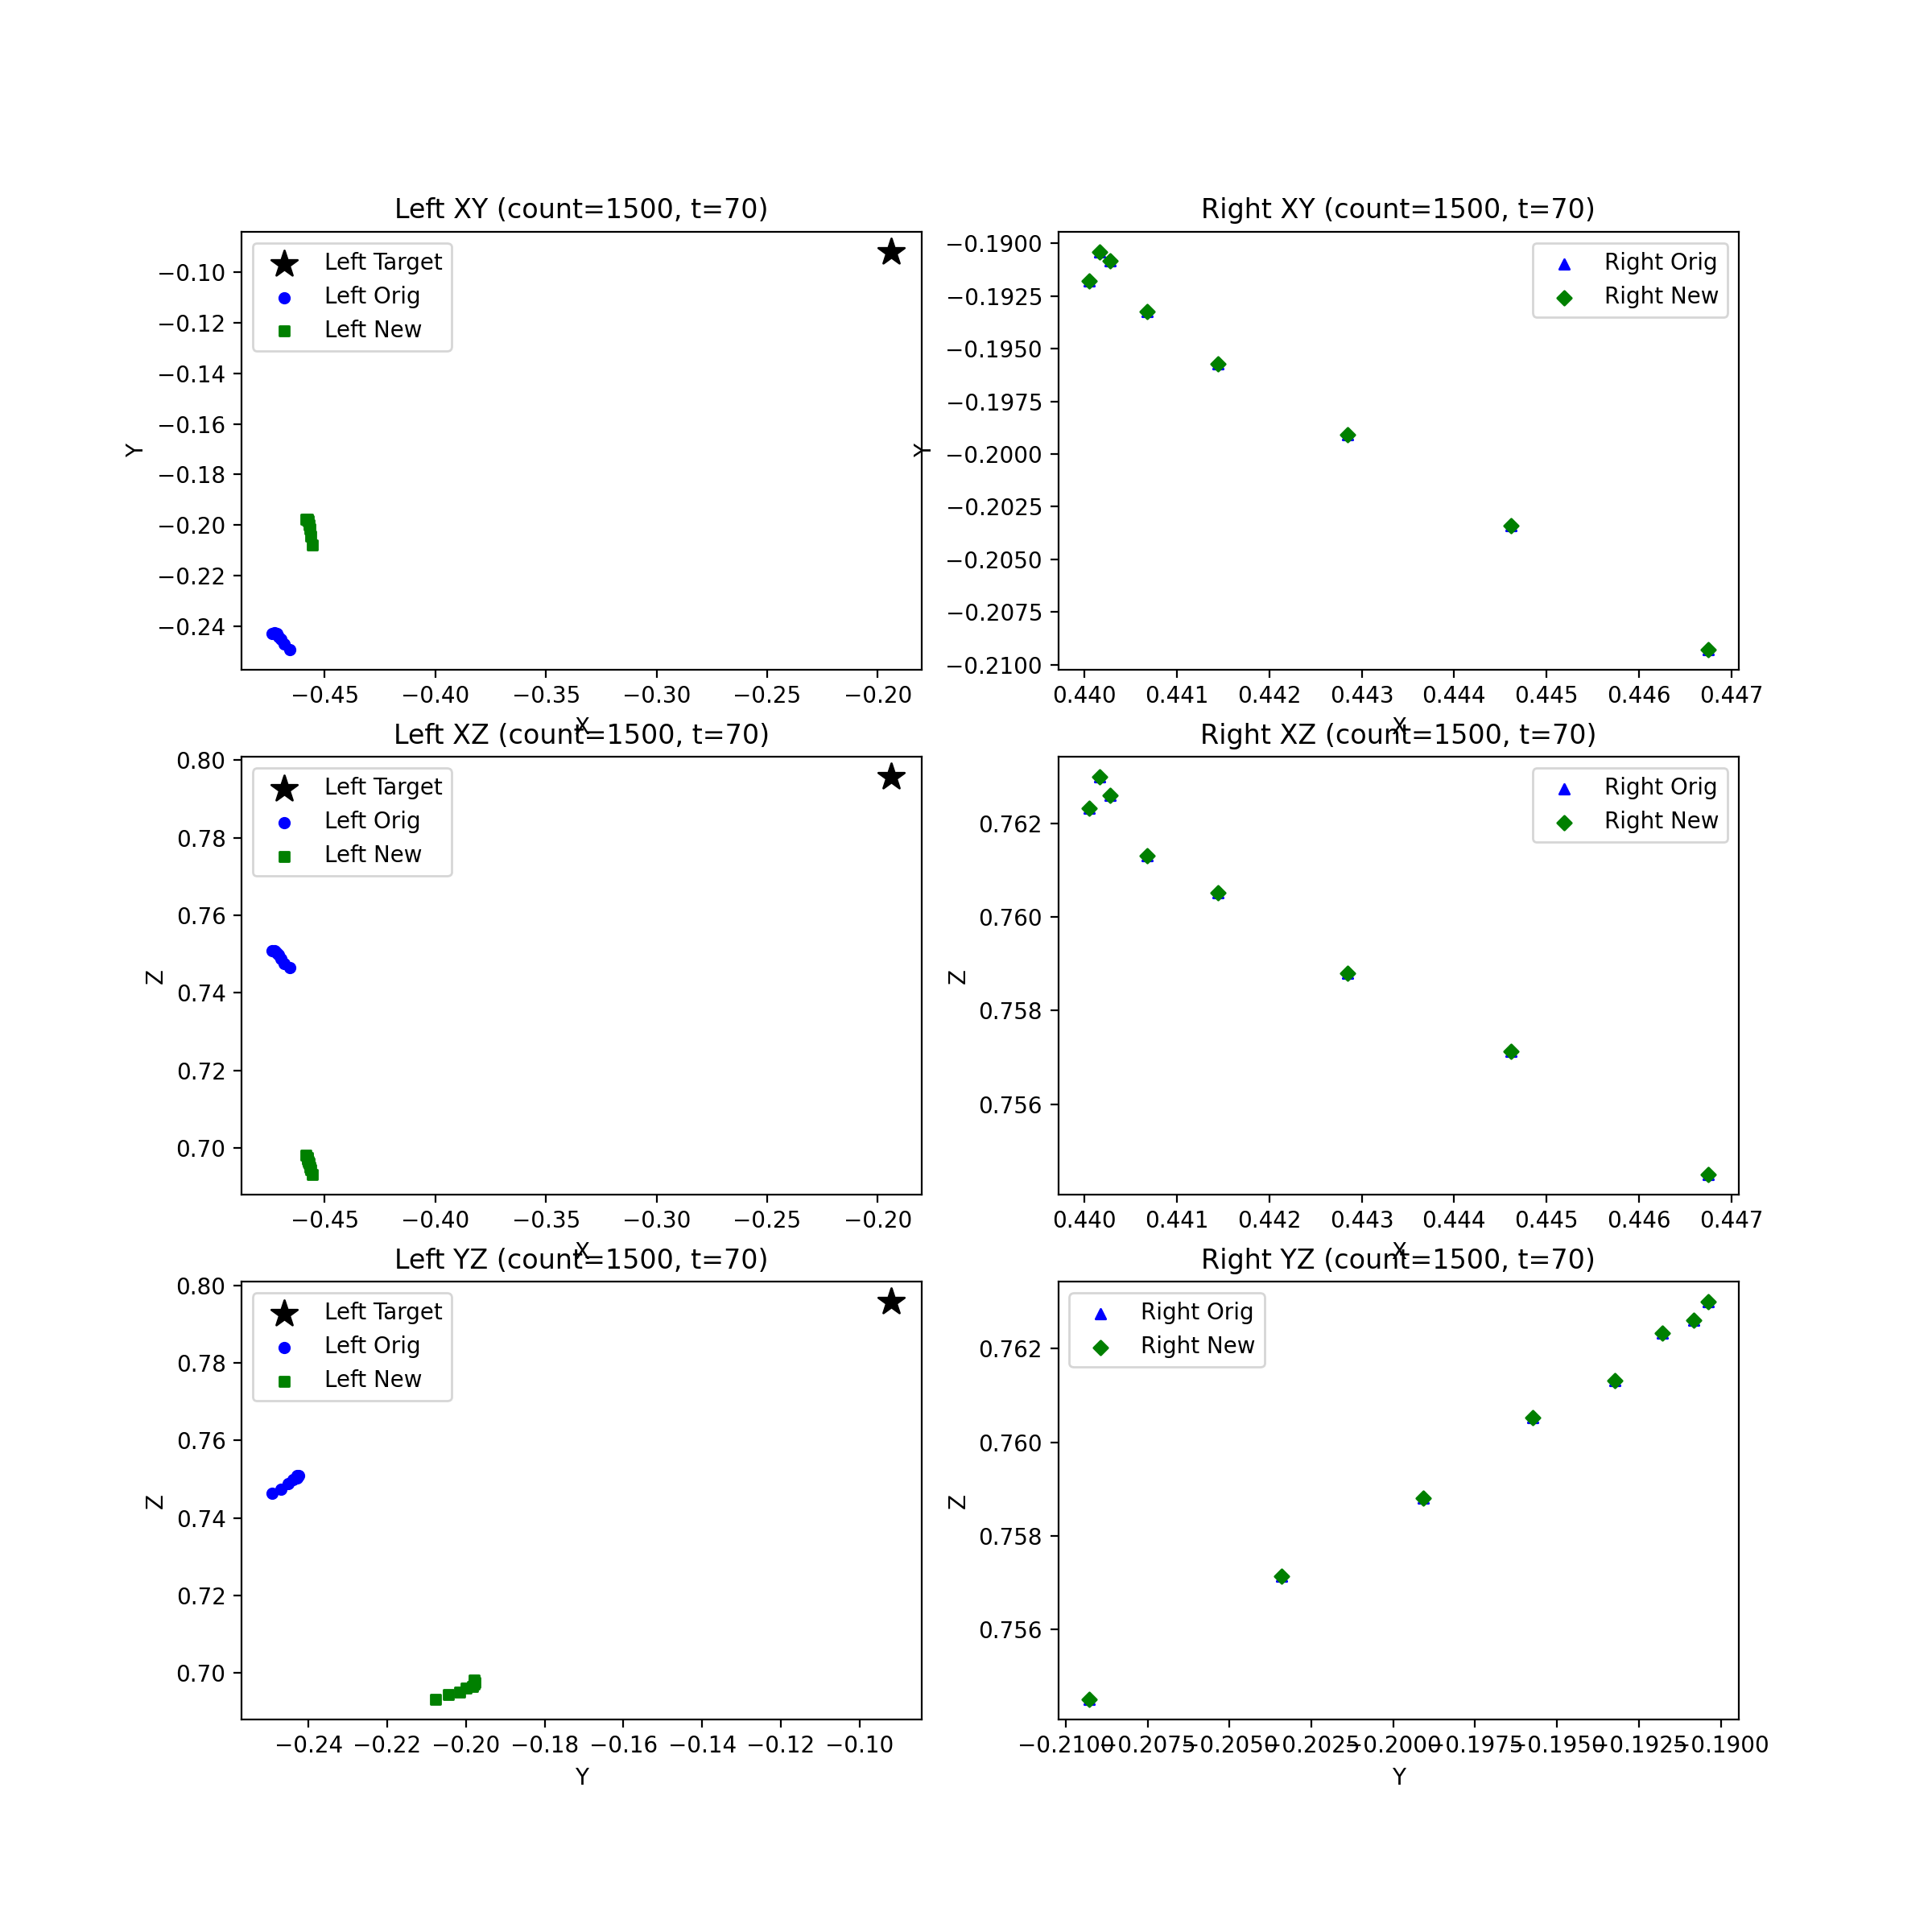 Left XY (count=1500, t=70)
Left Target
Left Orig
Left New
−0.10
−0.12
−0.14
−0.16
−0.18
−0.20
−0.22
−0.24
Y
−0.45 −0.40 −0.35 −0.30 −0.25 −0.20
X
Right XY (count=1500, t=70)
Right Orig
Right New
−0.1900
−0.1925
−0.1950
−0.1975
−0.2000
−0.2025
−0.2050
−0.2075
−0.2100
Y
0.440 0.441 0.442 0.443 0.444 0.445 0.446 0.447
X
Left XZ (count=1500, t=70)
Left Target
Left Orig
Left New
0.80
0.78
0.76
0.74
0.72
0.70
Z
−0.45 −0.40 −0.35 −0.30 −0.25 −0.20
X
Right XZ (count=1500, t=70)
Right Orig
Right New
0.762
0.760
0.758
0.756
Z
0.440 0.441 0.442 0.443 0.444 0.445 0.446 0.447
X
Left YZ (count=1500, t=70)
Left Target
Left Orig
Left New
0.80
0.78
0.76
0.74
0.72
0.70
Z
−0.24 −0.22 −0.20 −0.18 −0.16 −0.14 −0.12 −0.10
Y
Right YZ (count=1500, t=70)
Right Orig
Right New
0.762
0.760
0.758
0.756
Z
−0.2100 −0.2075 −0.2050 −0.2025 −0.2000 −0.1975 −0.1950 −0.1925 −0.1900
Y